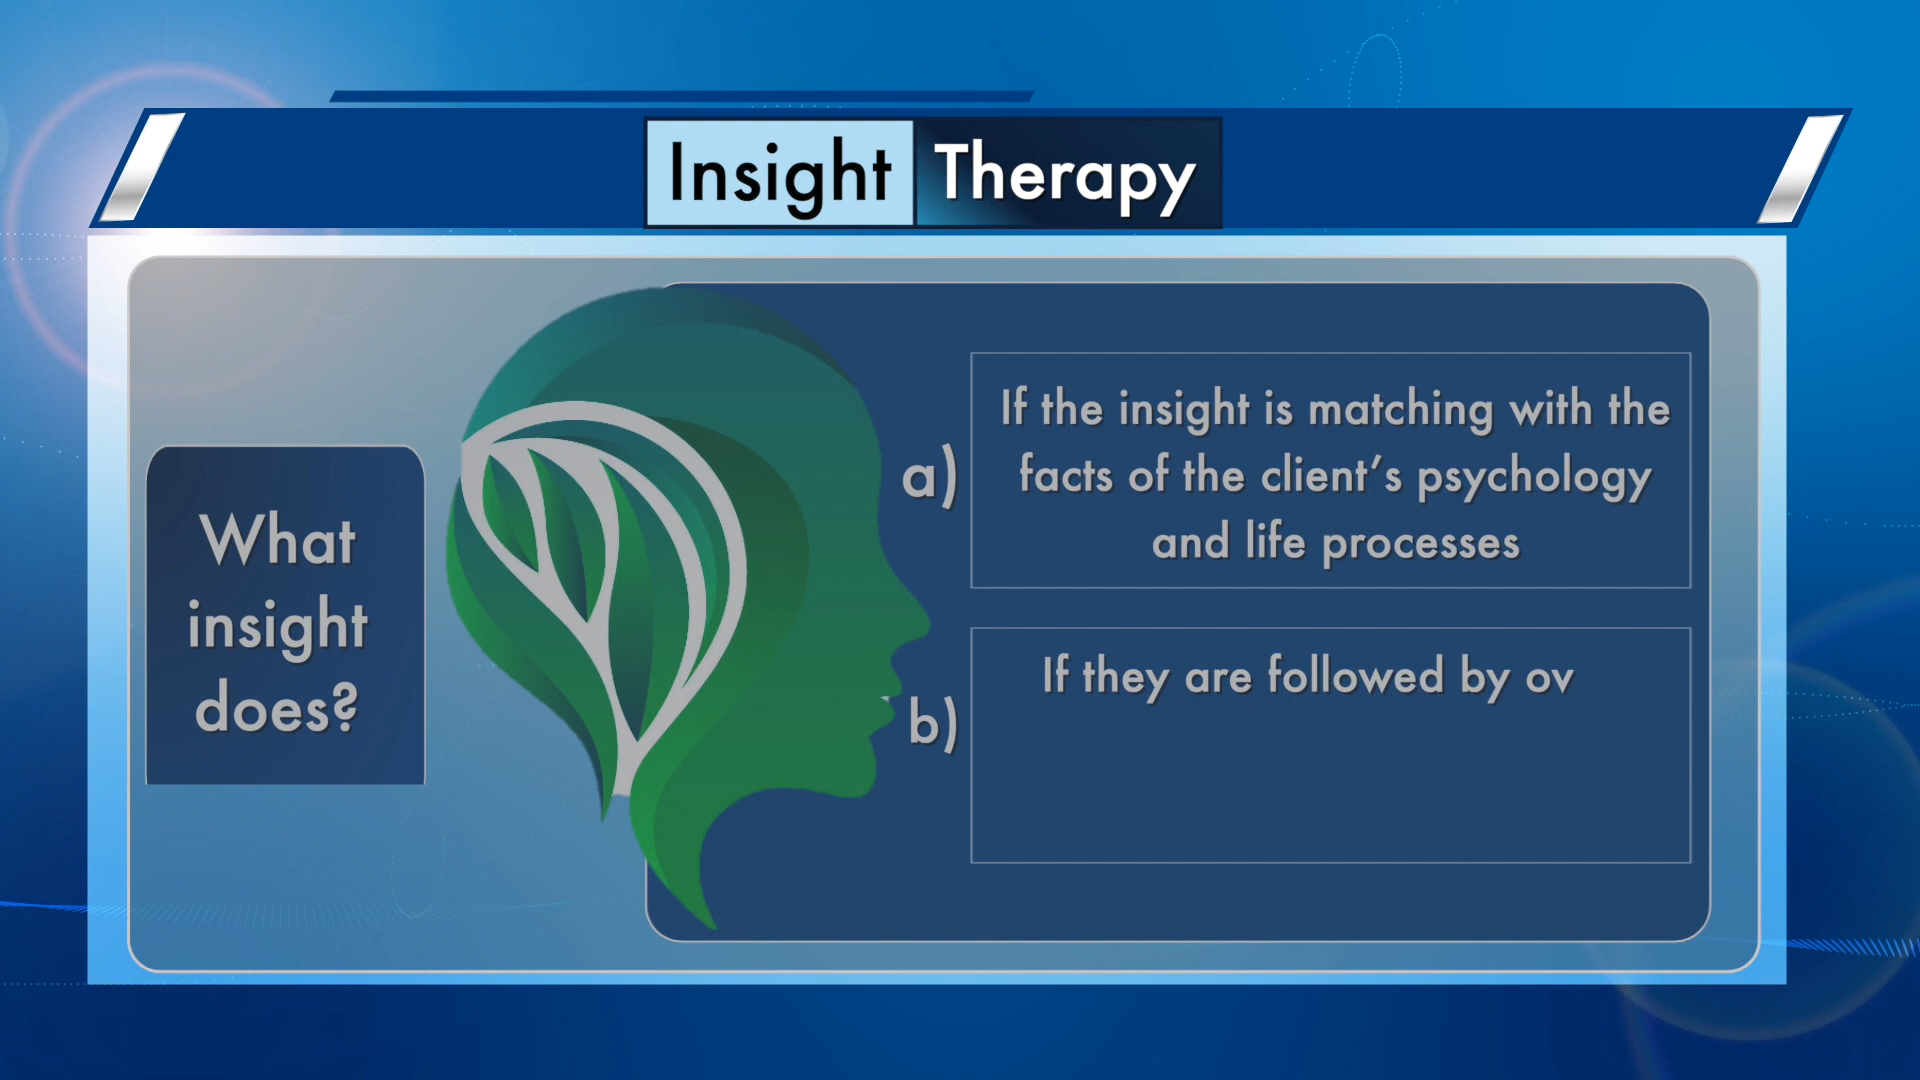 Insight Therapy
What
insight
does?
a)
If the insight is matching with the
facts of the client's psychology
and life processes
b)
If they are followed by ov